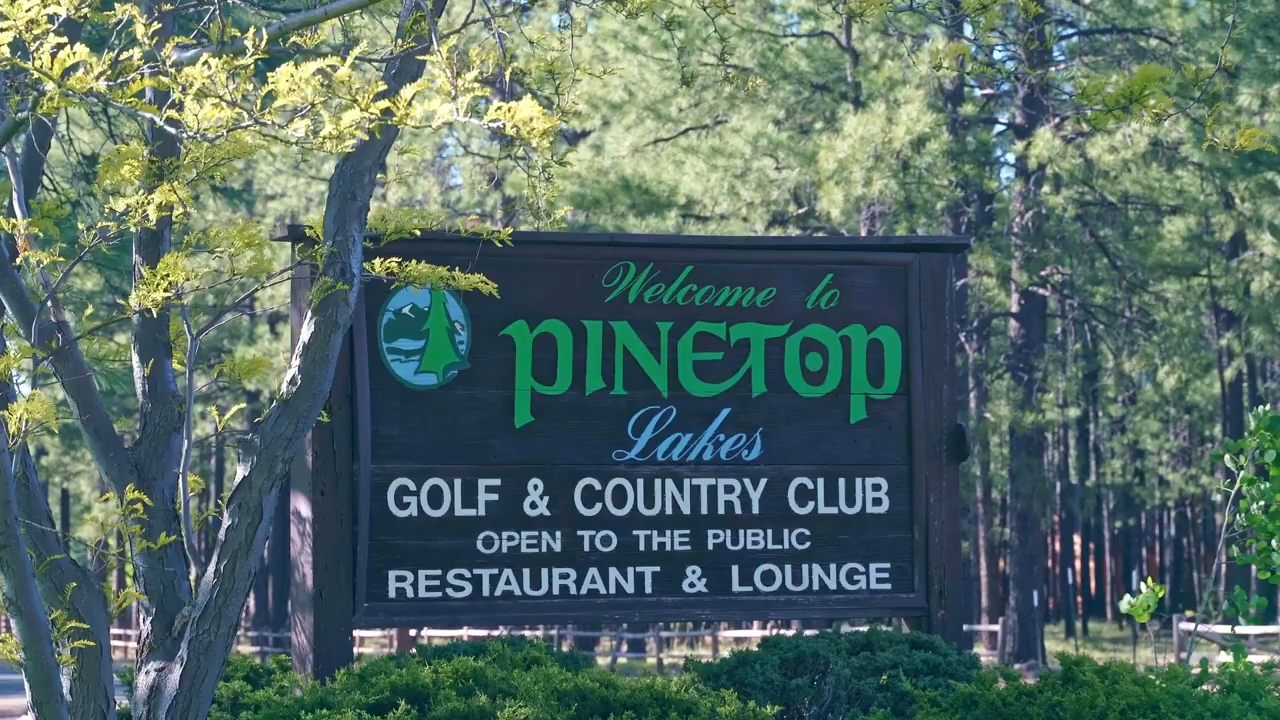 Welcome to
PINETOP
Lakes
GOLF & COUNTRY CLUB
OPEN TO THE PUBLIC
RESTAURANT & LOUNGE